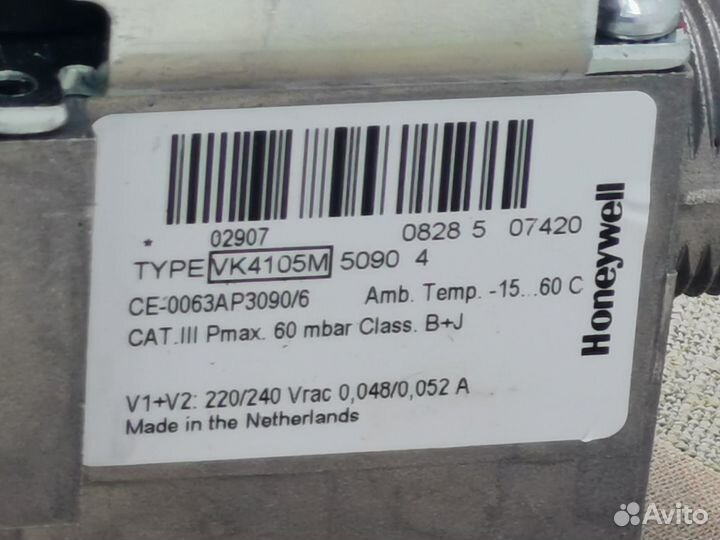 * 02907 0828 5 07420
TYPE VK4105M 5090 4
CE-0063AP3090/6 Amb. Temp. -15...60 C
CAT.III Pmax. 60 mbar Class. B+J
V1+V2: 220/240 Vrac 0,048/0,052 A
Made in the Netherlands
Honeywell
Avito